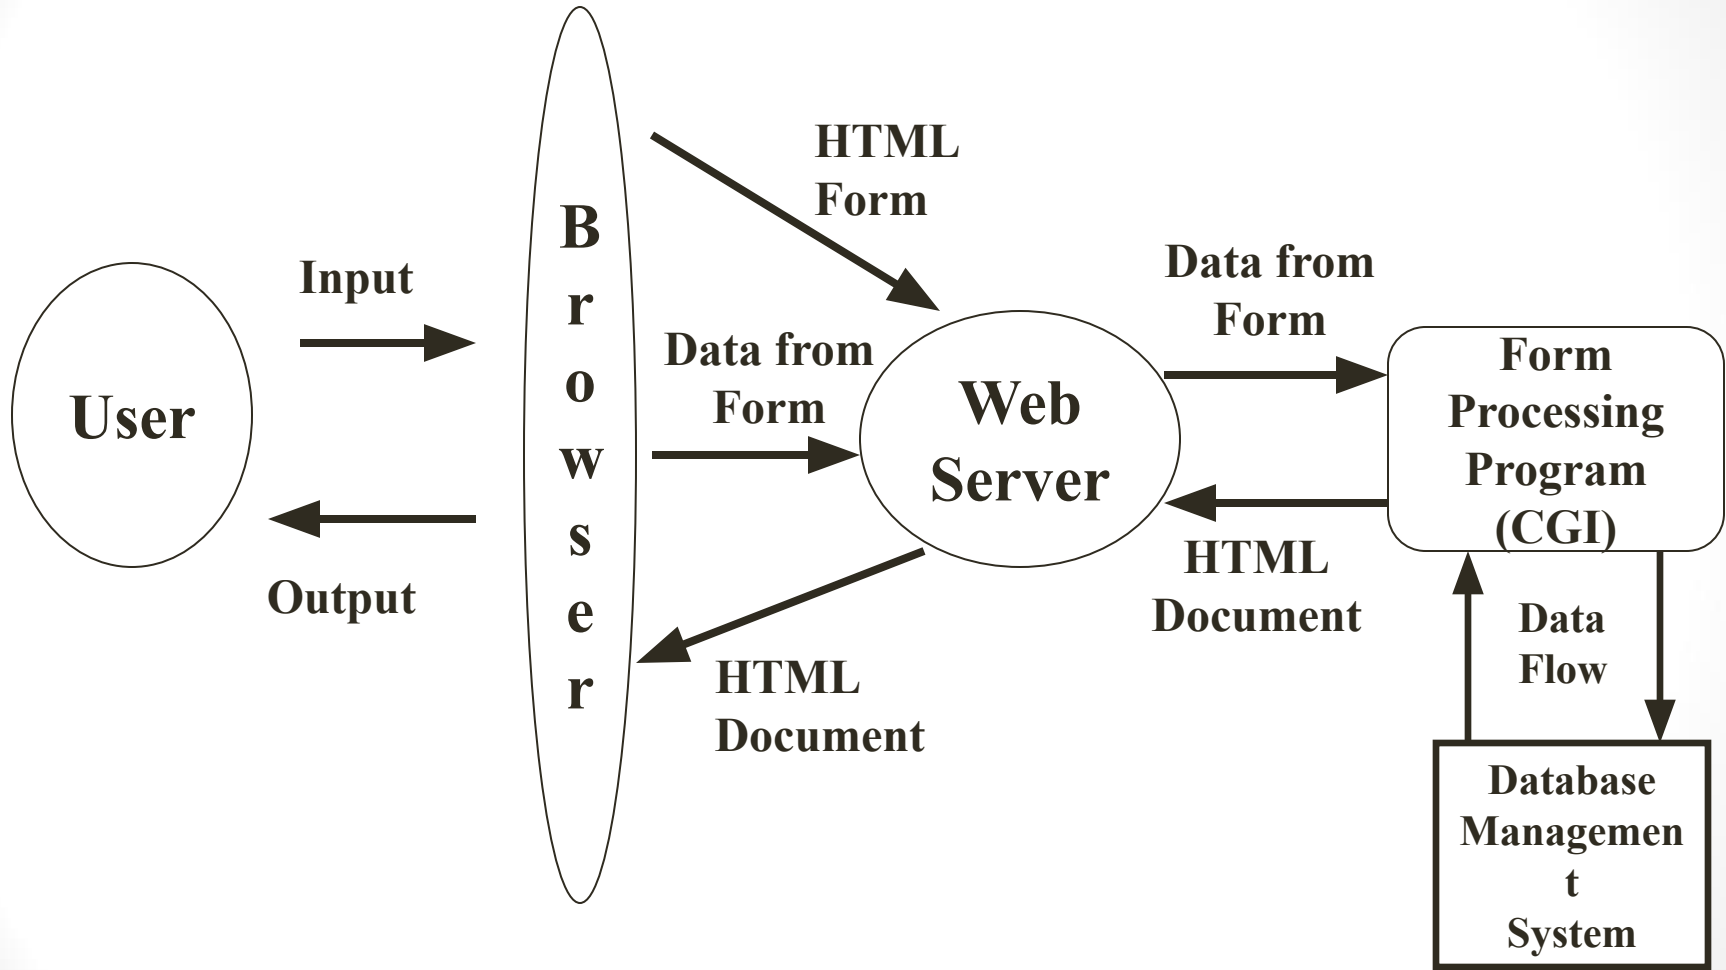 User
Input
Output
B
r
o
w
s
e
r
HTML
Form
Data from
Form
HTML
Document
Web
Server
Data from
Form
HTML
Document
Form
Processing
Program
(CGI)
Data
Flow
Database
Managemen
t
System